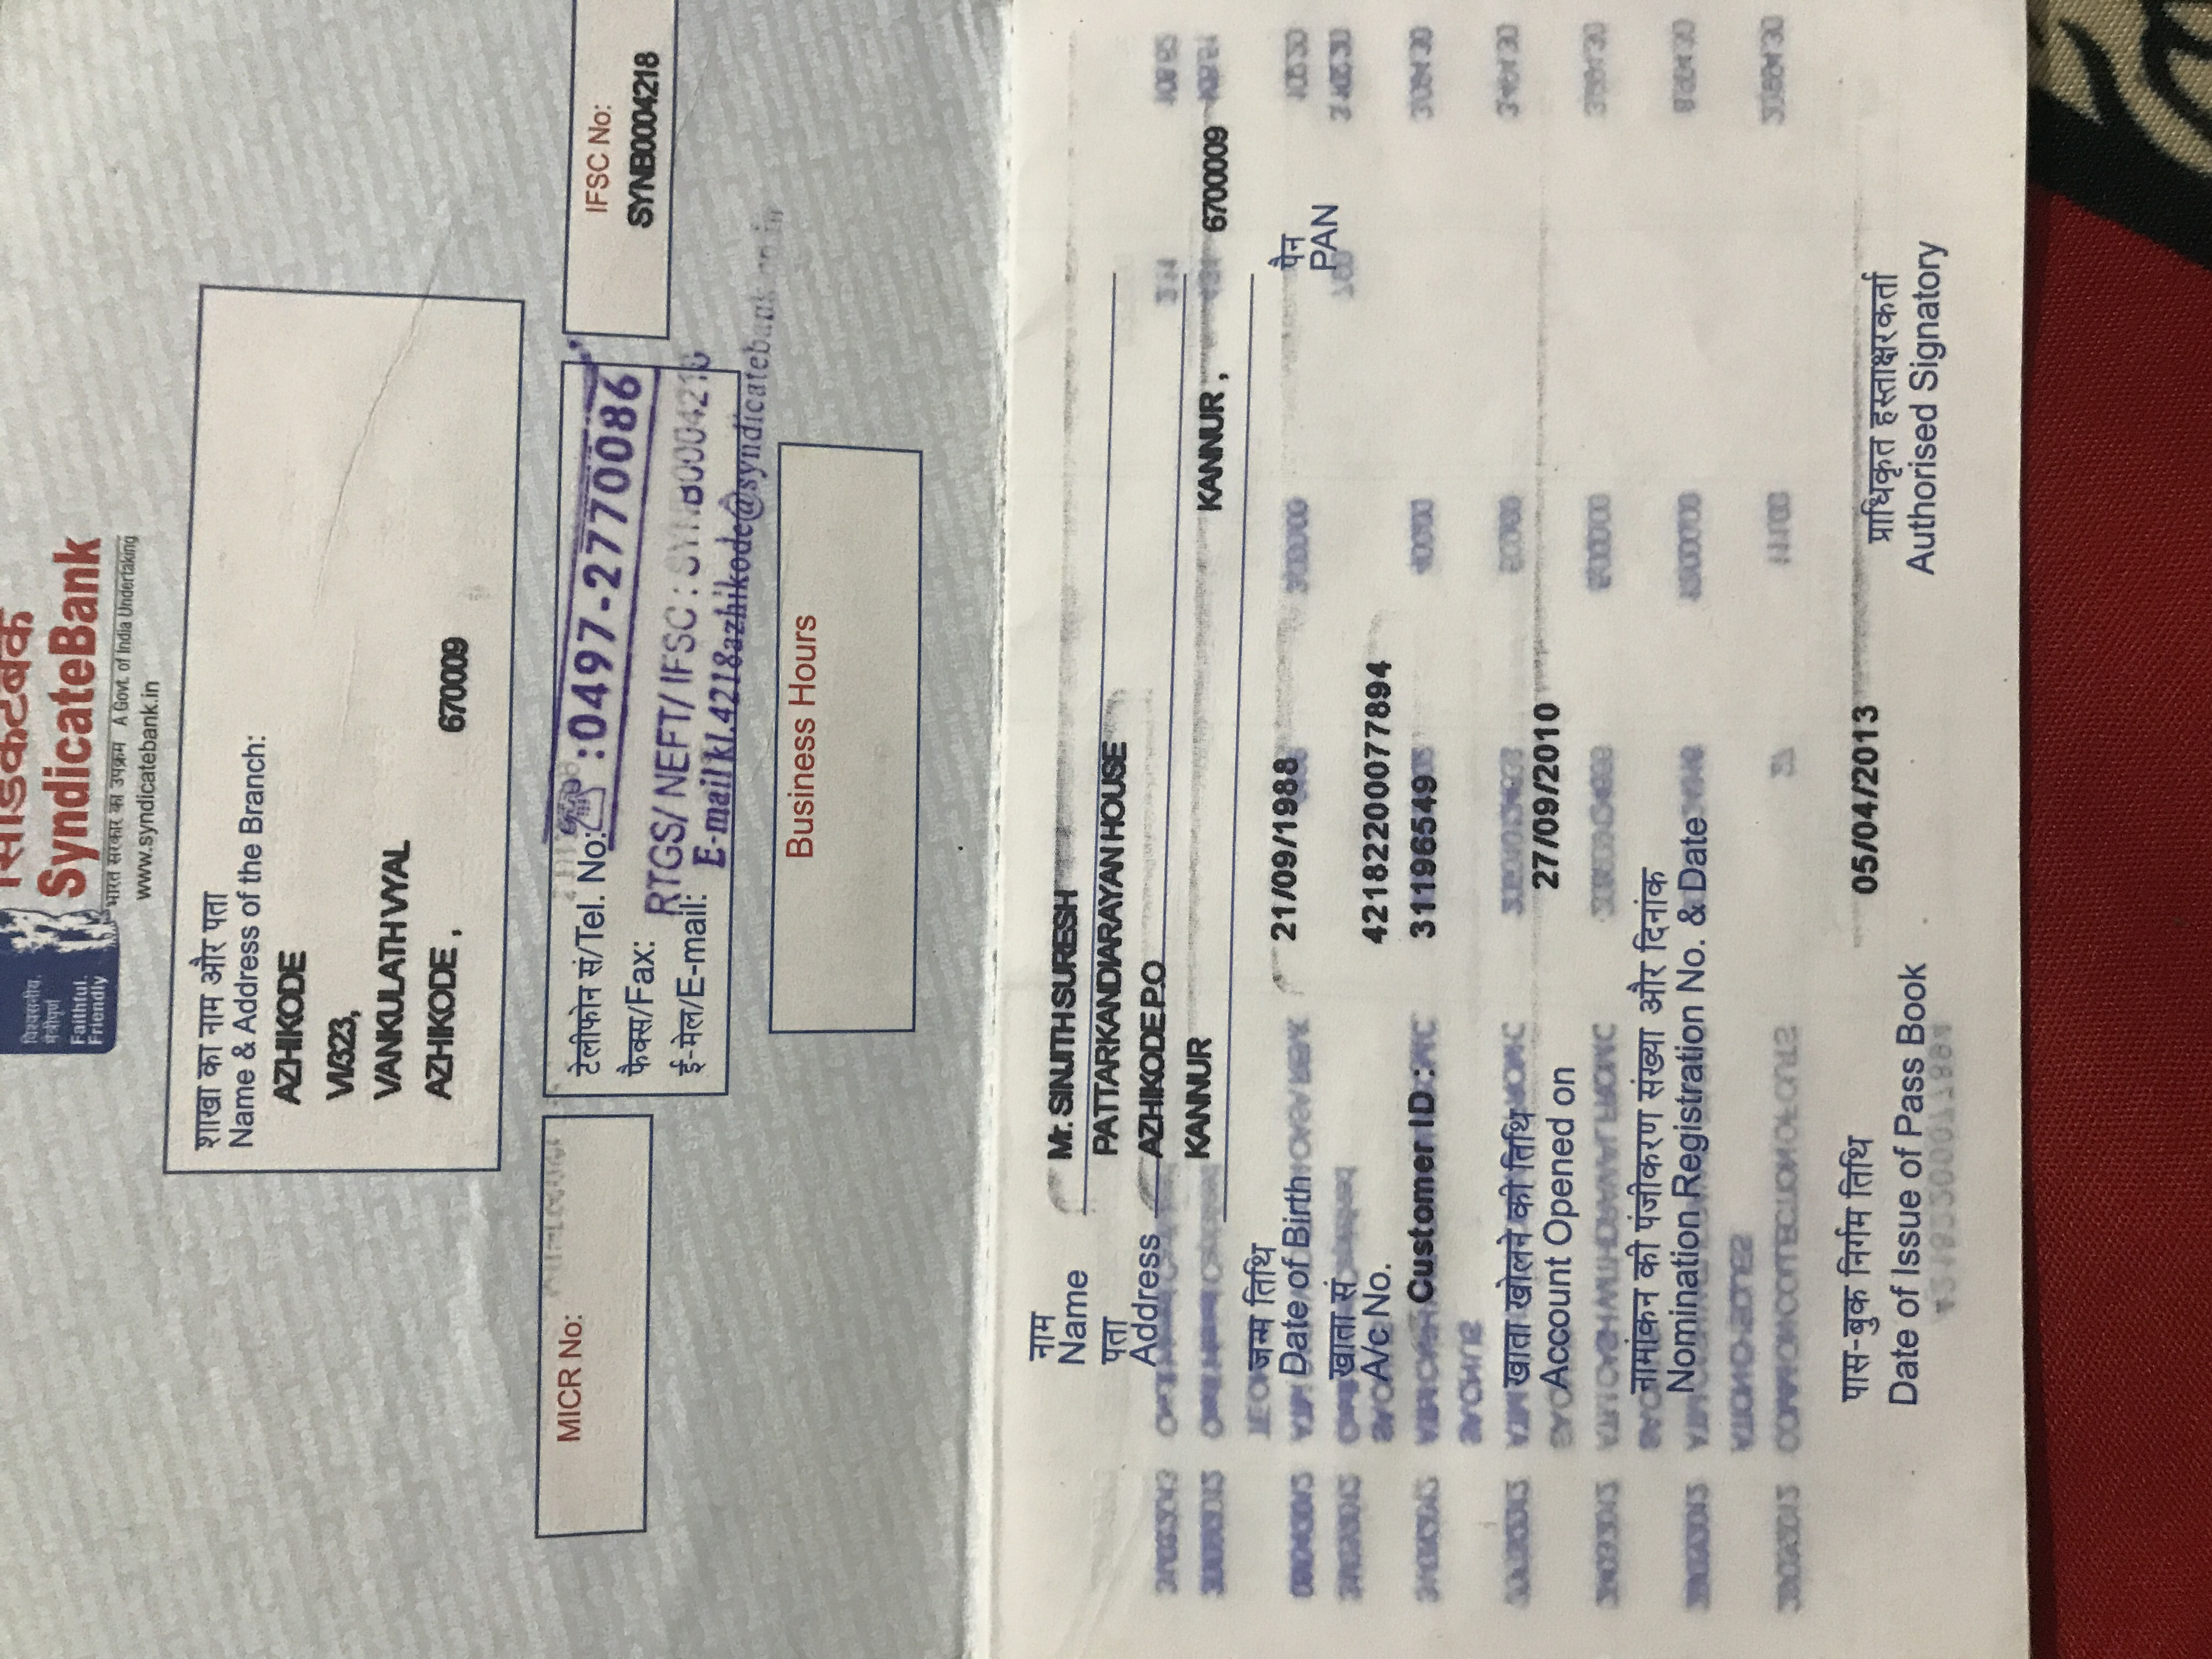 सिंडिकेटबैंक
विश्वसनीय,
मैत्रीपूर्ण
Faithful.
Friendly
SyndicateBank
भारत सरकार का उपक्रम A Govt. of India Undertaking
www.syndicatebank.in
शाखा का नाम और पता
Name & Address of the Branch:
AZHIKODE
VI/323,
VANKULATH VYAL
AZHIKODE , 670009
MICR No:
टेलीफोन सं/Tel. No: :0497-2770086
फैक्स/Fax:
RTGS/ NEFT/ IFSC : SYNB0004218
ई-मेल/E-mail:
E-mail kl.4218azhikode@syndicatebank.co.in
IFSC No:
SYNB0004218
Business Hours
नाम
Name Mr. SINJITH SURESH
पता PATTARKANDIARAYAN HOUSE
Address AZHIKODE P.O
KANNUR KANNUR , 6700009
जन्म तिथि
Date of Birth 21/09/1988
पैन
PAN
खाता सं
A/c No. 42182200077894
Customer ID : 31196549
खाता खोलने की तिथि
Account Opened on 27/09/2010
नामांकन की पंजीकरण संख्या और दिनांक
Nomination Registration No. & Date
पास-बुक निर्गम तिथि 05/04/2013
Date of Issue of Pass Book
प्राधिकृत हस्ताक्षरकर्ता
Authorised Signatory